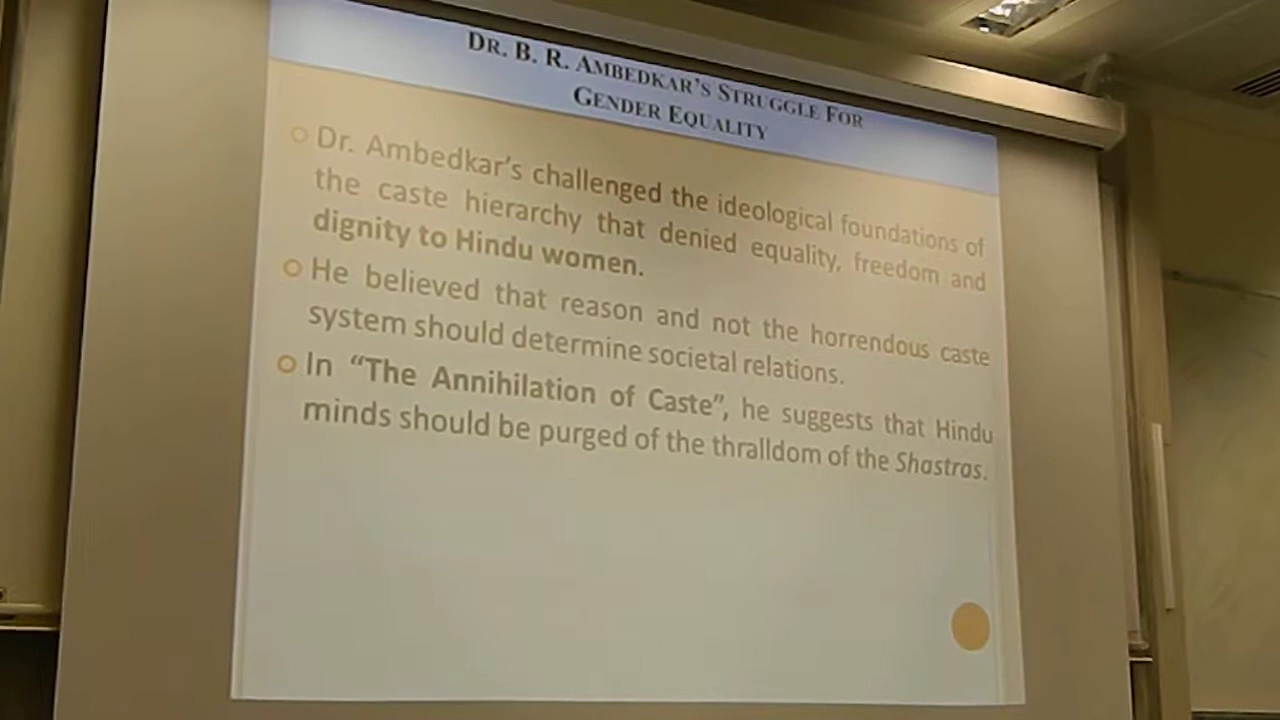 DR. B. R. AMBEDKAR'S STRUGGLE FOR
GENDER EQUALITY
Dr. Ambedkar's challenged the ideological foundations of
the caste hierarchy that denied equality, freedom and
dignity to Hindu women.
He believed that reason and not the horrendous caste
system should determine societal relations.
In “The Annihilation of Caste”, he suggests that Hindu
minds should be purged of the thralldom of the Shastras.